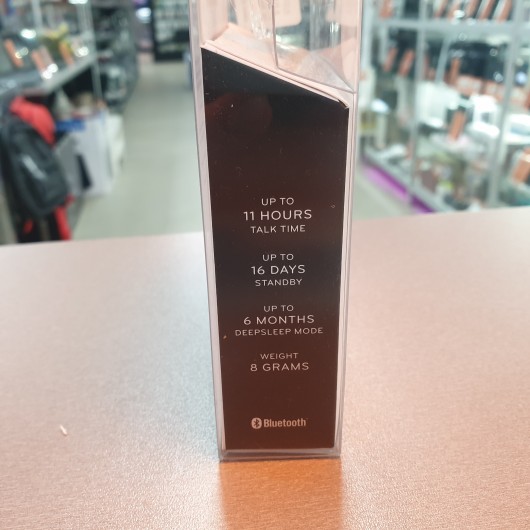 UP TO
11 HOURS
TALK TIME
UP TO
16 DAYS
STANDBY
UP TO
6 MONTHS
DEEPSLEEP MODE
WEIGHT
8 GRAMS
Bluetooth